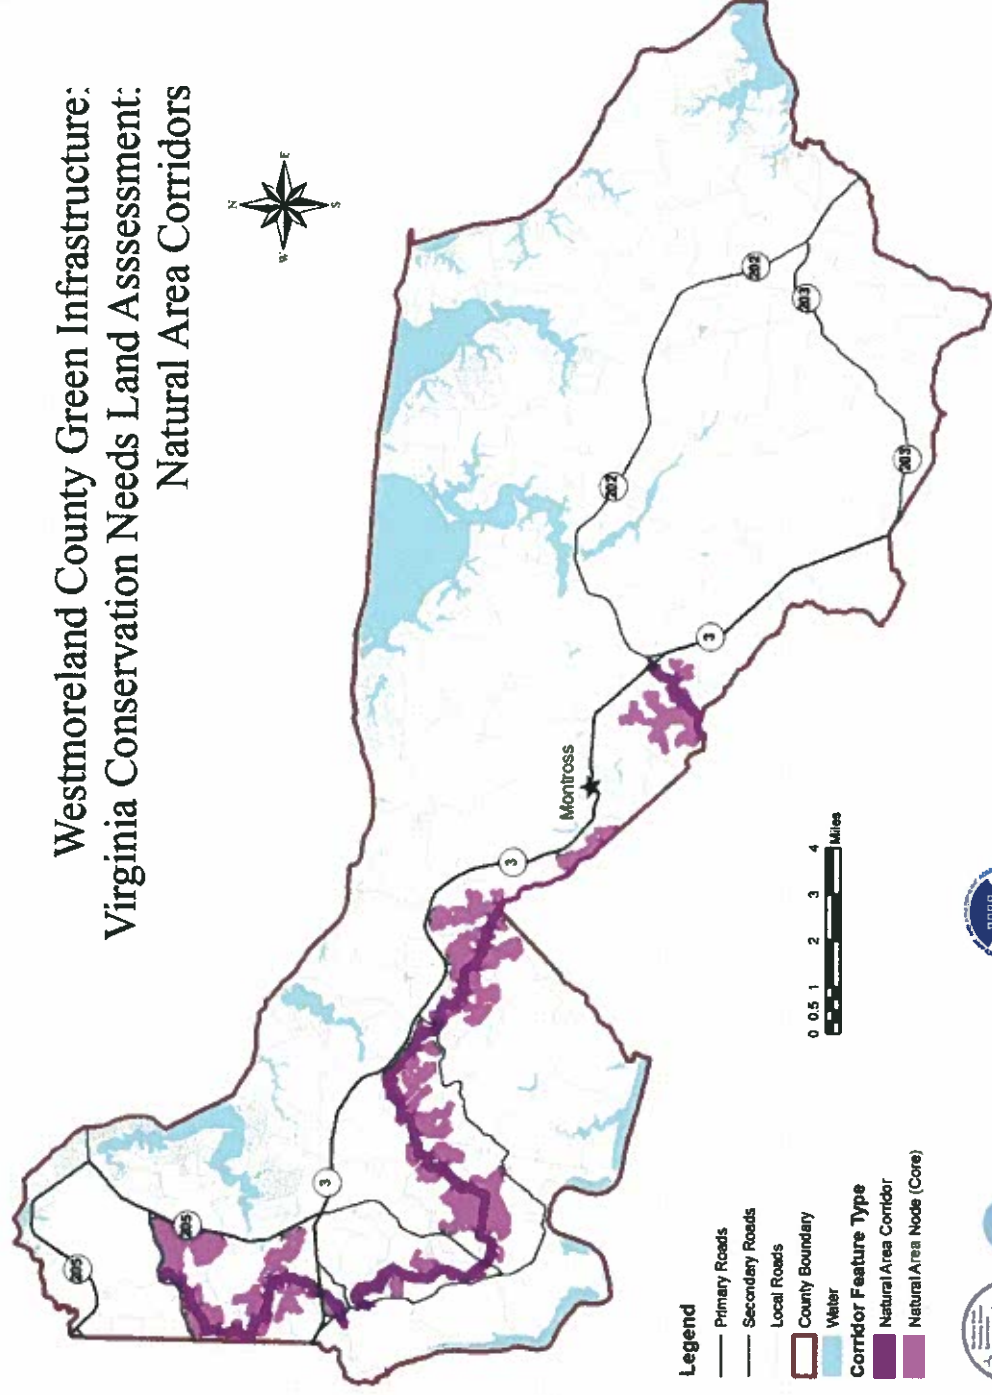 Westmoreland County Green Infrastructure:
Virginia Conservation Needs Land Assessment:
Natural Area Corridors
N
W
E
S
205
205
3
3
Montross
3
202
202
203
203
0 0.5 1 2 3 4
Miles
Legend
Primary Roads
Secondary Roads
Local Roads
County Boundary
Water
Corridor Feature Type
Natural Area Corridor
Natural Area Node (Core)